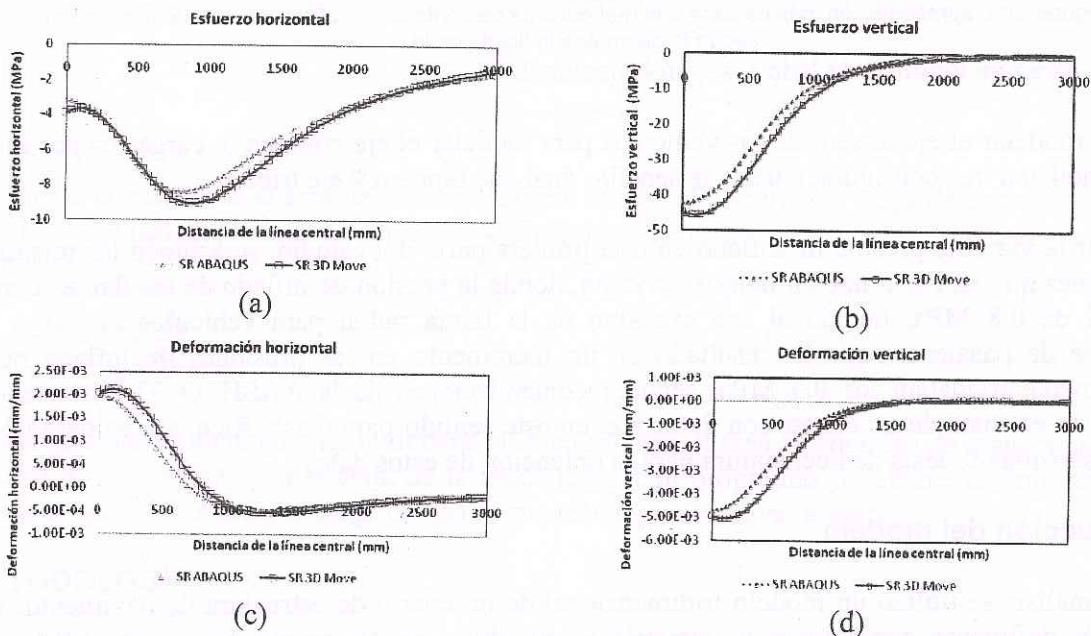 Esfuerzo horizontal
0
-2
-4
-6
-8
-10
0
500
1000
1500
2000
2500
3000
Esfuerzo horizontal (MPa)
Distancia de la línea central (mm)
SR ABAQUS
SR 3D Move
(a)
Esfuerzo vertical
0
-10
-20
-30
-40
-50
0
500
1000
1500
2000
2500
3000
Esfuerzo vertical (MPa)
Distancia de la línea central (mm)
SR ABAQUS
SR 3D Move
(b)
Deformación horizontal
2.50E-03
2.00E-03
1.50E-03
1.00E-03
5.00E-04
0.00E+00
-5.00E-04
-1.00E-03
0
500
1000
1500
2000
2500
3000
Deformación horizontal (mm/mm)
Distancia de la línea central (mm)
SR ABAQUS
SR 3D Move
(c)
Deformación vertical
1.00E-03
0.00E+00
-1.00E-03
-2.00E-03
-3.00E-03
-4.00E-03
-5.00E-03
-6.00E-03
0
500
1000
1500
2000
2500
3000
Deformación vertical (mm/mm)
Distancia de la línea central (mm)
SR ABAQUS
SR 3D Move
(d)